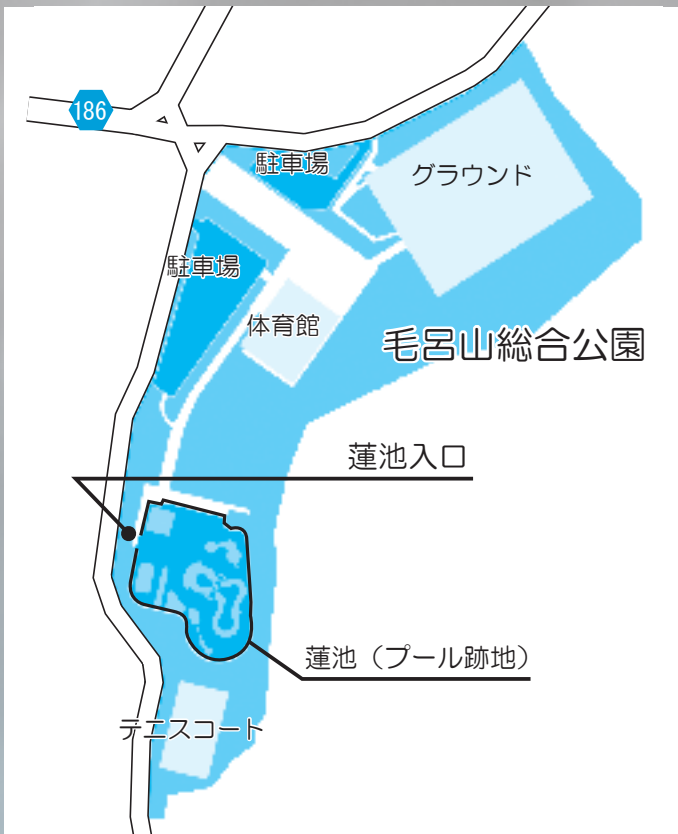 186
駐車場
グラウンド
駐車場
体育館
毛呂山総合公園
蓮池入口
蓮池（プール跡地）
テニスコート